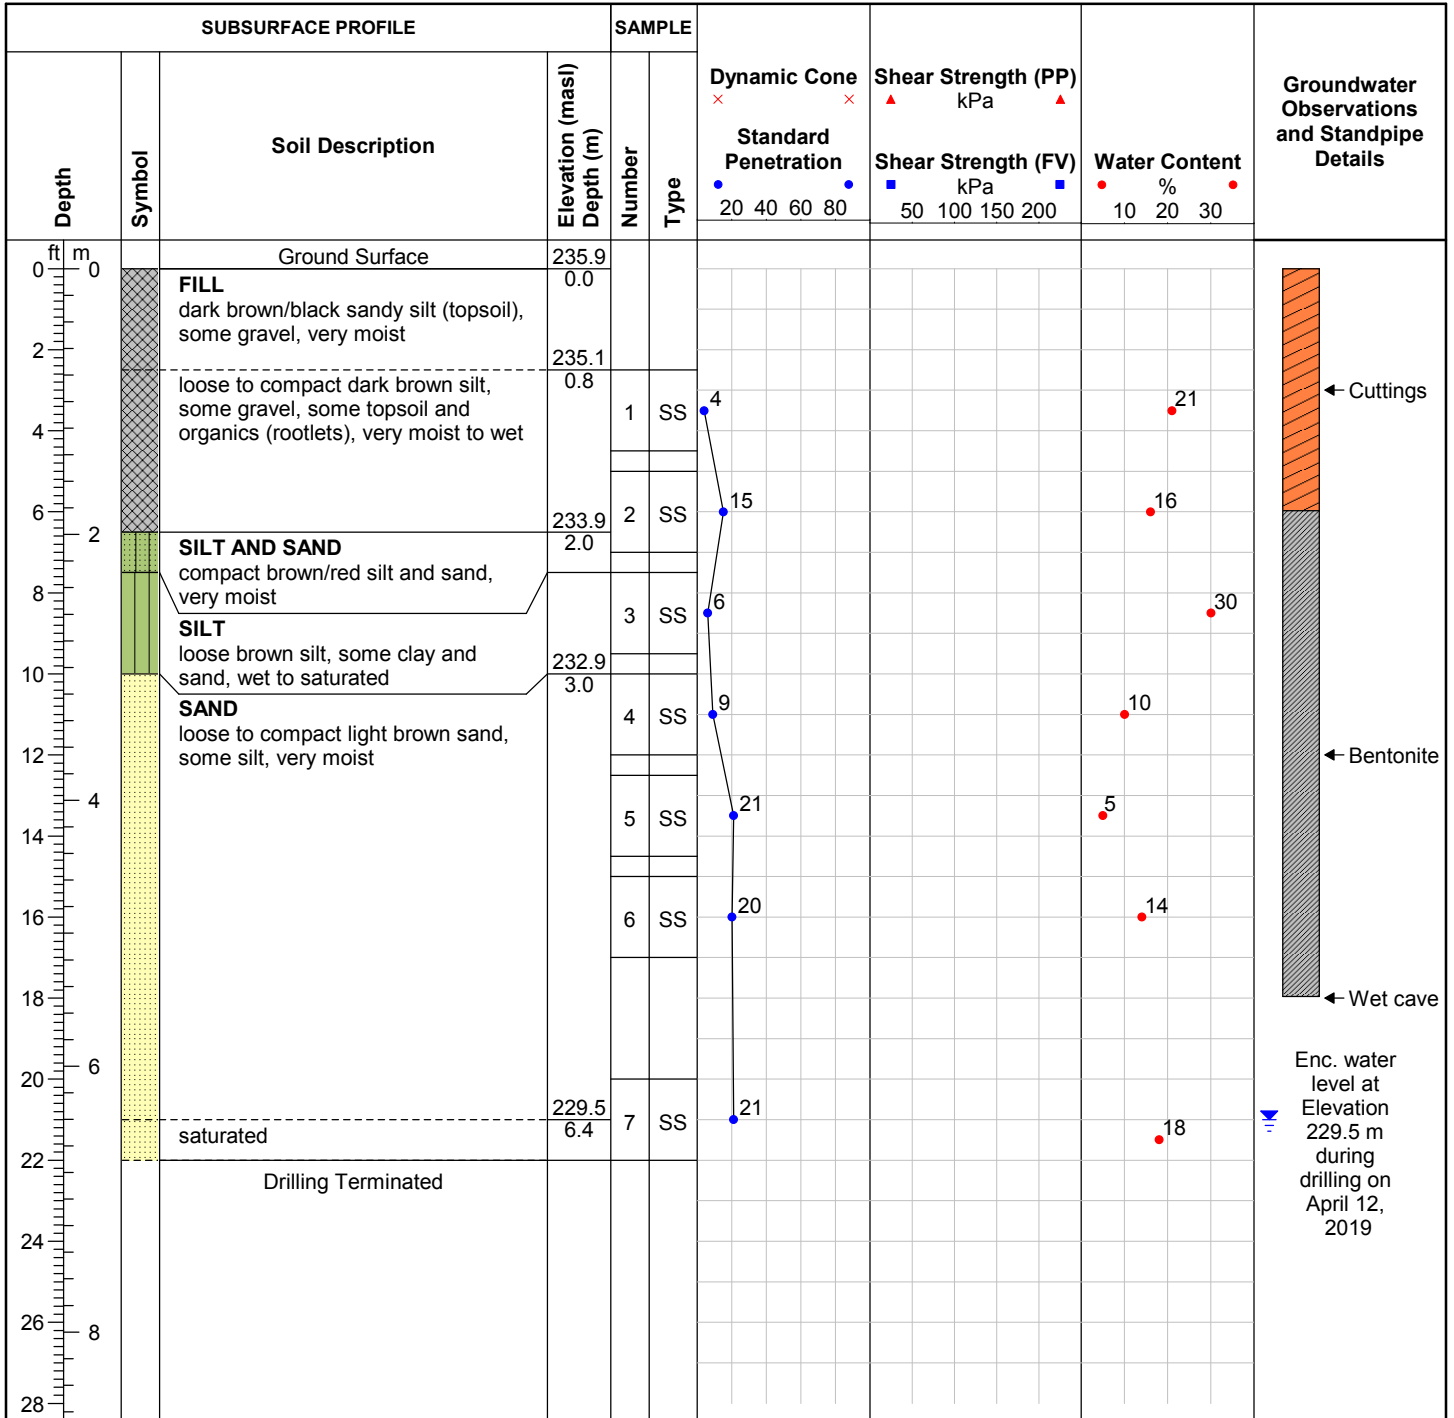 SUBSURFACE PROFILE
SAMPLE
Depth
Symbol
Soil Description
Elevation (masl)
Depth (m)
Number
Type
Dynamic Cone
Standard
Penetration
20 40 60 80
Shear Strength (PP)
kPa
Shear Strength (FV)
kPa
50 100 150 200
Water Content
%
10 20 30
Groundwater
Observations
and Standpipe
Details
ft m
0 0
2
4
6
2
8
10
12
4
14
16
18
6
20
22
24
26
8
28
Ground Surface
235.9
0.0
FILL
dark brown/black sandy silt (topsoil),
some gravel, very moist
235.1
0.8
loose to compact dark brown silt,
some gravel, some topsoil and
organics (rootlets), very moist to wet
233.9
2.0
SILT AND SAND
compact brown/red silt and sand,
very moist
SILT
loose brown silt, some clay and
sand, wet to saturated
232.9
3.0
SAND
loose to compact light brown sand,
some silt, very moist
229.5
6.4
saturated
Drilling Terminated
1 SS
2 SS
3 SS
4 SS
5 SS
6 SS
7 SS
4
15
6
9
21
20
21
21
16
30
10
5
14
18
Cuttings
Bentonite
Wet cave
Enc. water
level at
Elevation
229.5 m
during
drilling on
April 12,
2019